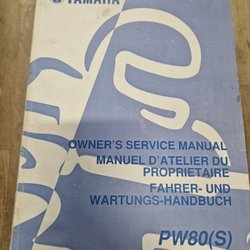 YAMAHA
OWNER'S SERVICE MANUAL
MANUEL D'ATELIER DU
PROPRIETAIRE
FAHRER- UND
WARTUNGS-HANDBUCH
PW80(S)